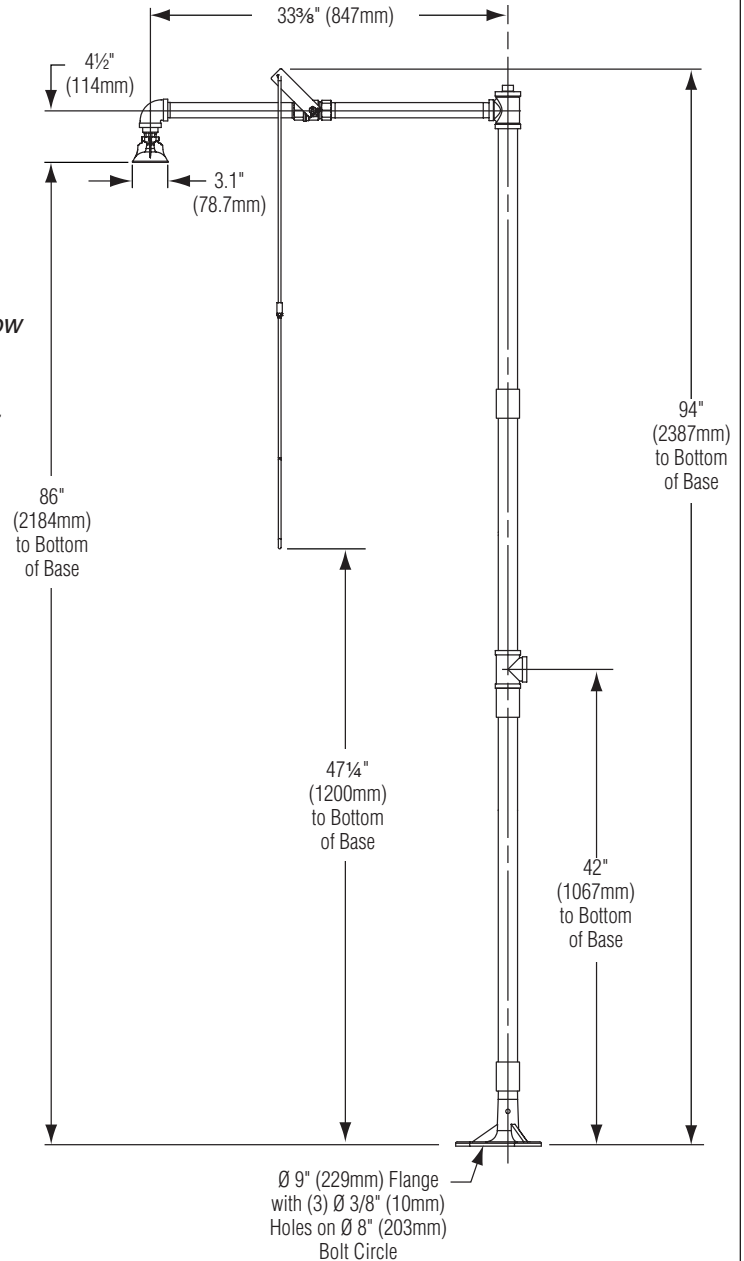 33⅜" (847mm)
4½"
(114mm)
3.1"
(78.7mm)
ow
94"
(2387mm)
to Bottom
of Base
86"
(2184mm)
to Bottom
of Base
47¼"
(1200mm)
to Bottom
of Base
42"
(1067mm)
to Bottom
of Base
Ø 9" (229mm) Flange
with (3) Ø 3/8" (10mm)
Holes on Ø 8" (203mm)
Bolt Circle